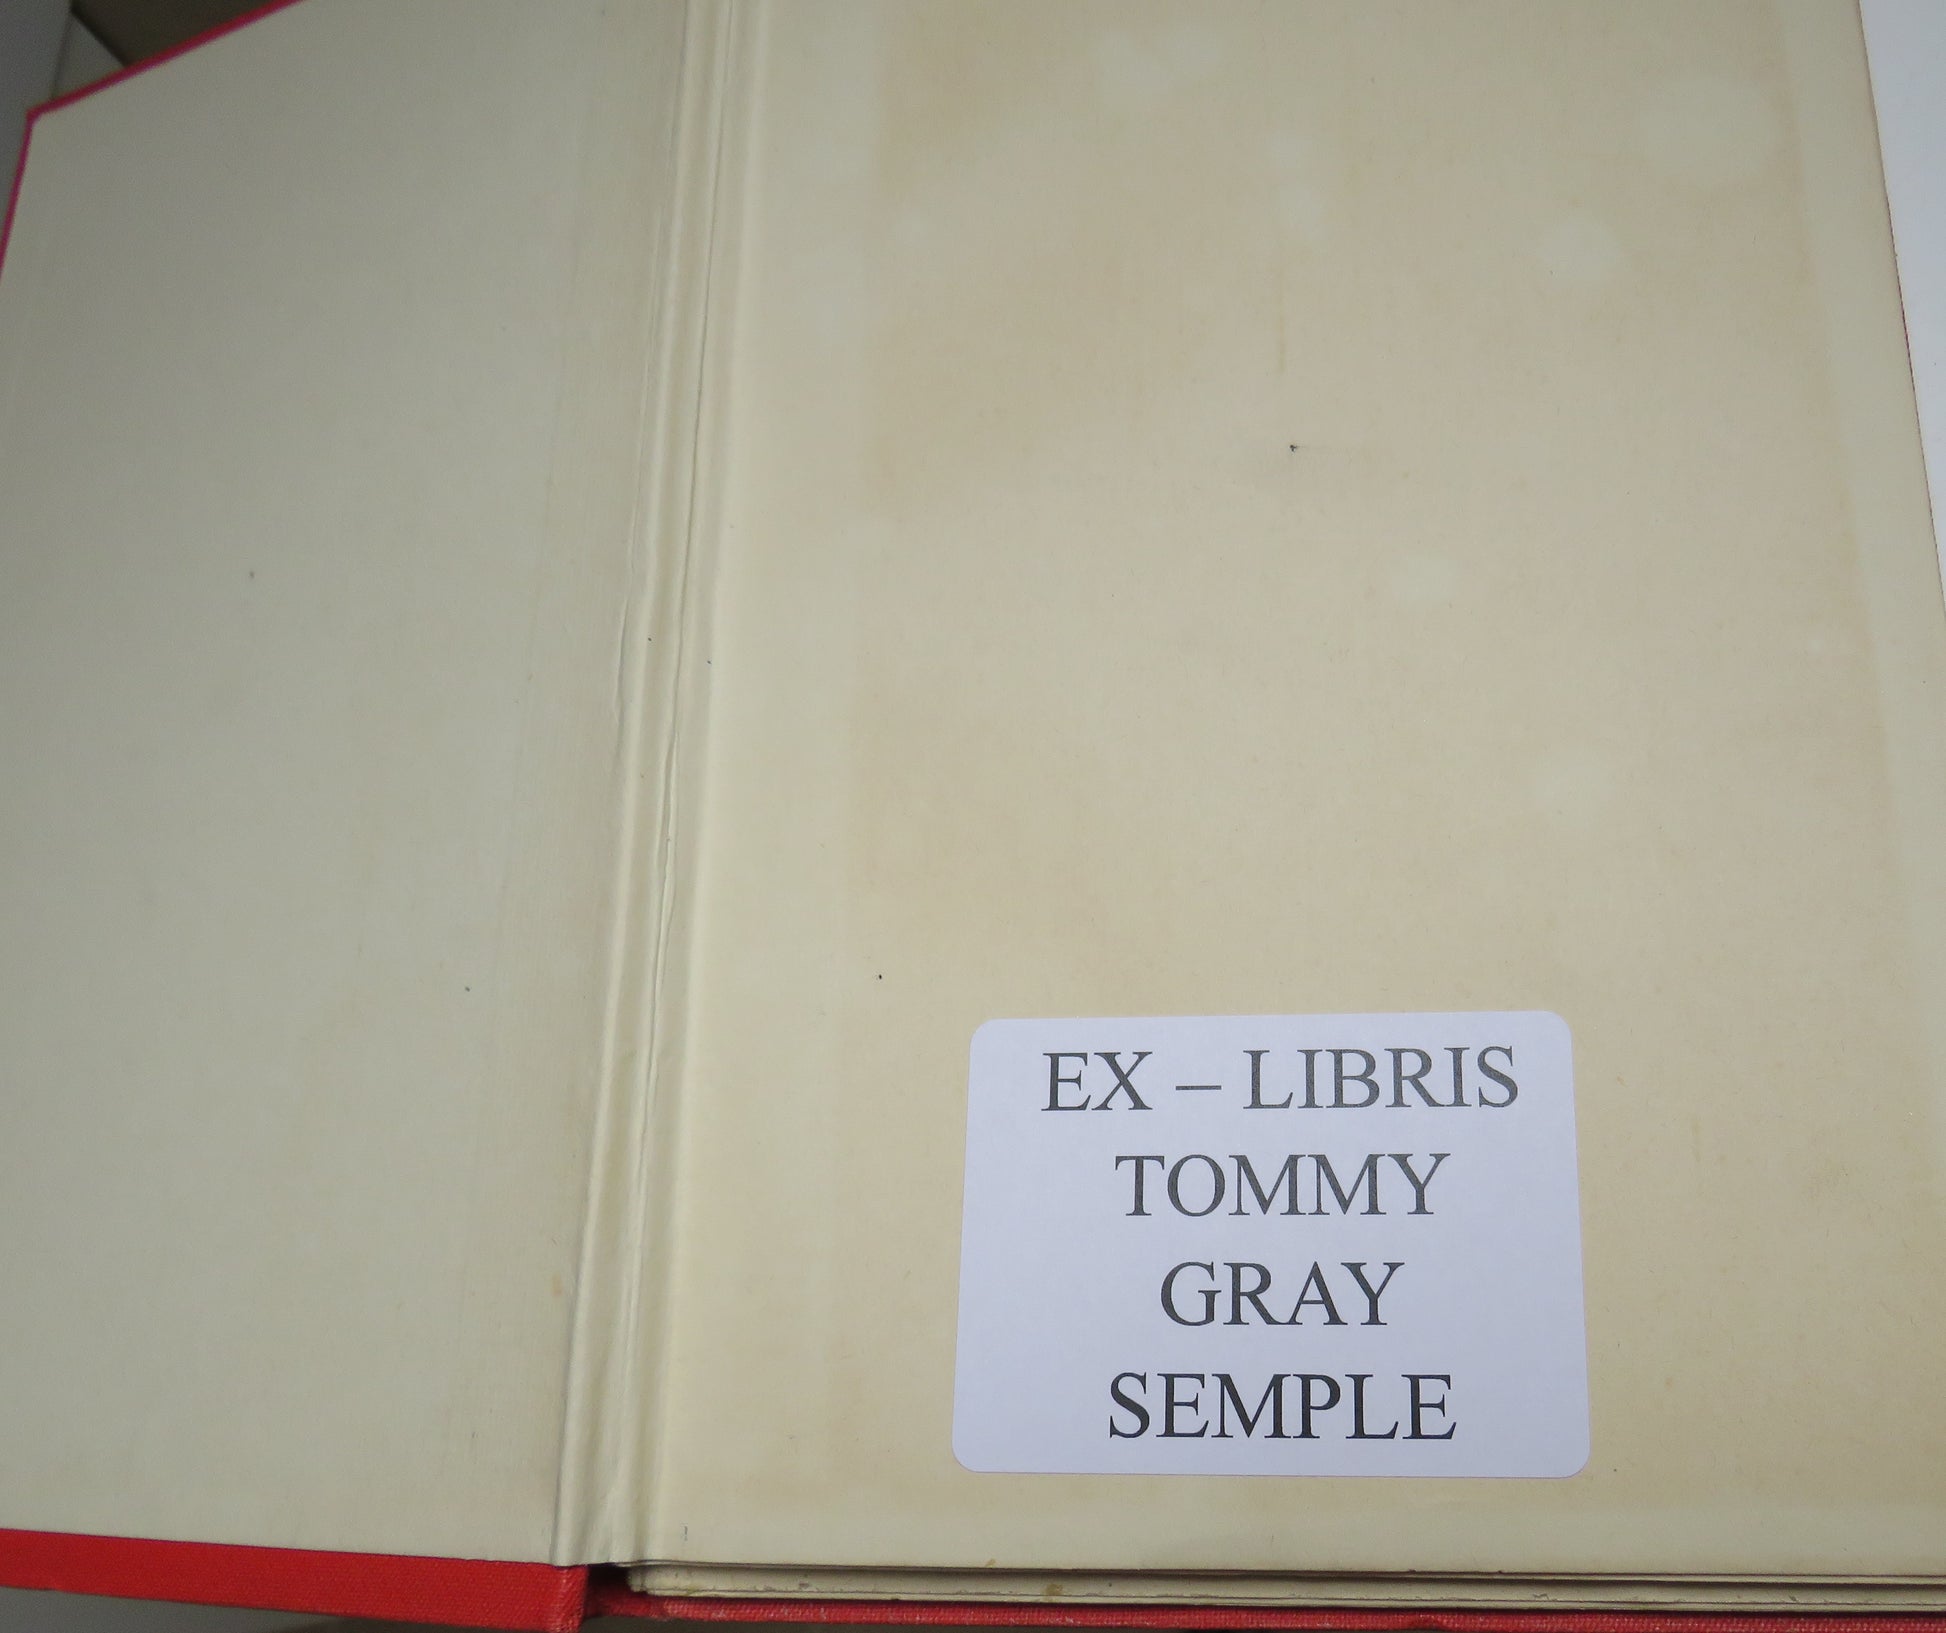 EX – LIBRIS
TOMMY
GRAY
SEMPLE